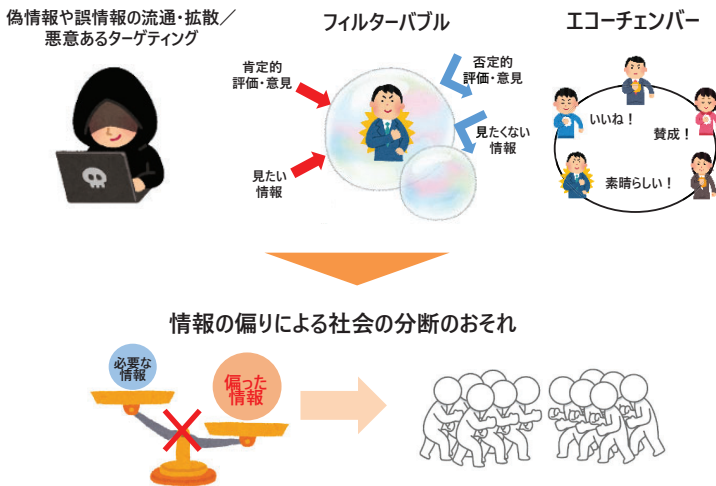 偽情報や誤情報の流通・拡散／
悪意あるターゲティング
フィルターバブル
肯定的
評価・意見
否定的
評価・意見
見たくない
情報
見たい
情報
エコーチェンバー
いいね！
賛成！
素晴らしい！
情報の偏りによる社会の分断のおそれ
必要な
情報
偏った
情報